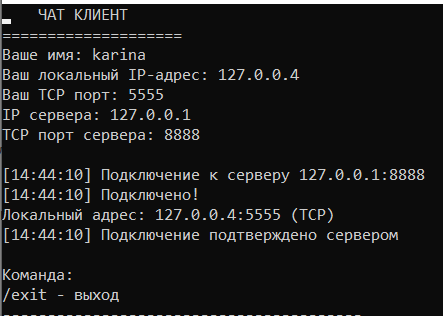 ЧАТ КЛИЕНТ
====================
Ваше имя: karina
Ваш локальный IP-адрес: 127.0.0.4
Ваш TCP порт: 5555
IP сервера: 127.0.0.1
TCP порт сервера: 8888
[14:44:10] Подключение к серверу 127.0.0.1:8888
[14:44:10] Подключено!
Локальный адрес: 127.0.0.4:5555 (TCP)
[14:44:10] Подключение подтверждено сервером
Команда:
/exit - выход
----------------------------------------